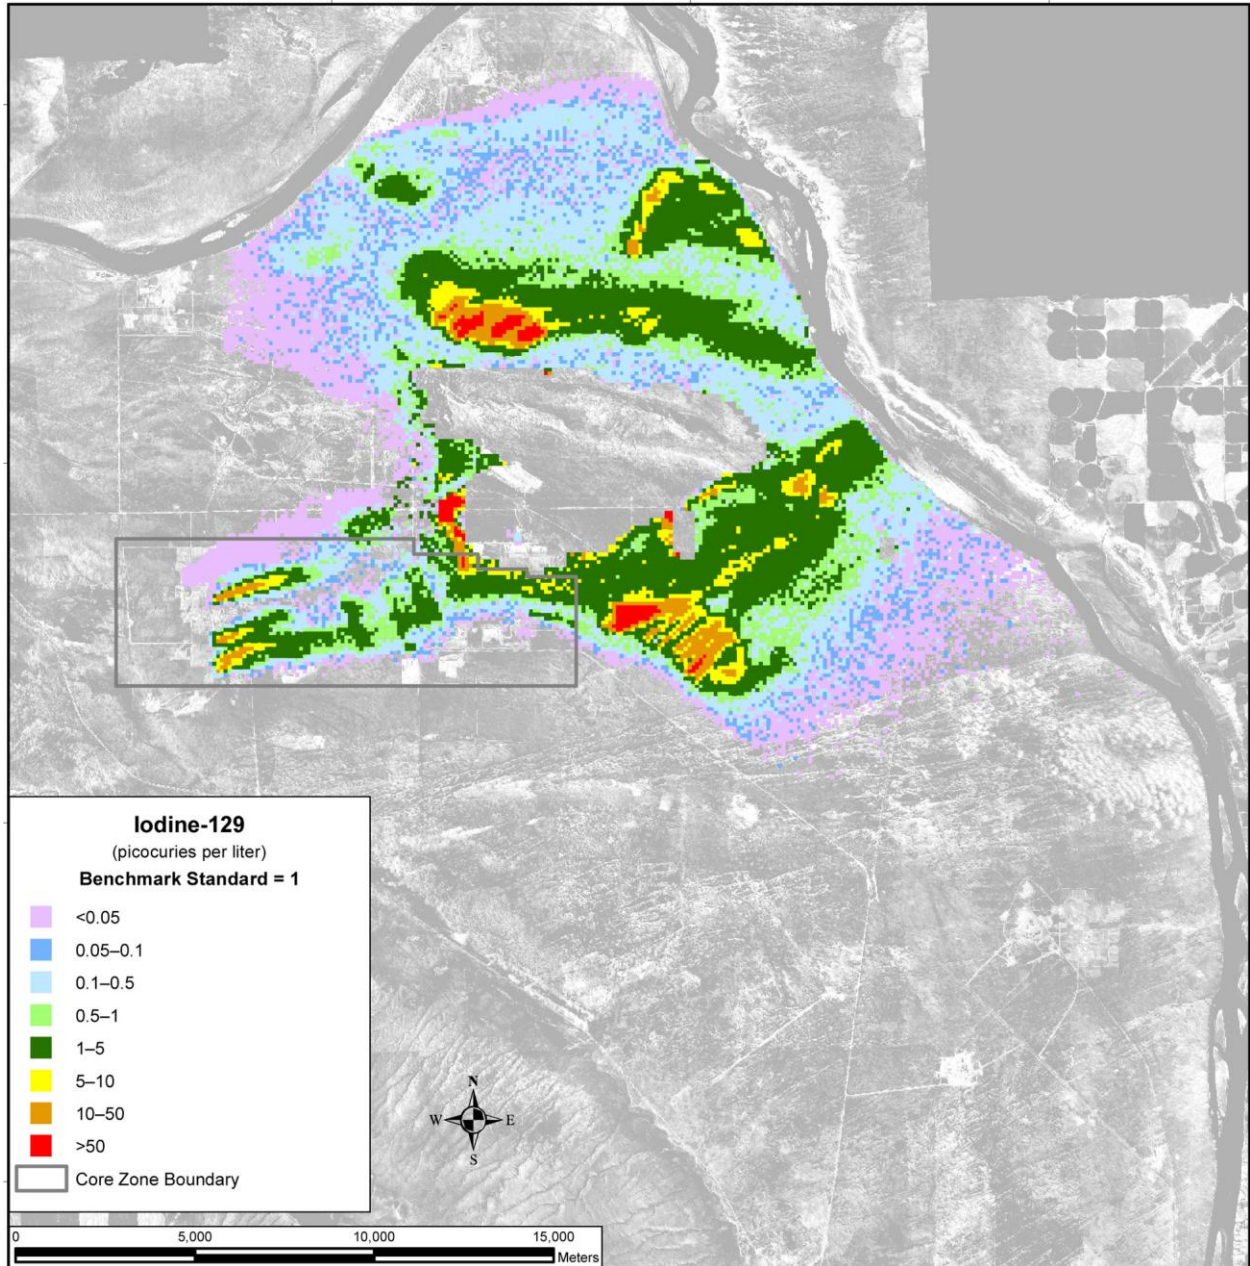 Iodine-129
(picocuries per liter)
Benchmark Standard = 1
<0.05
0.05–0.1
0.1–0.5
0.5–1
1–5
5–10
10–50
>50
Core Zone Boundary
N
W E
S
0 5,000 10,000 15,000
Meters